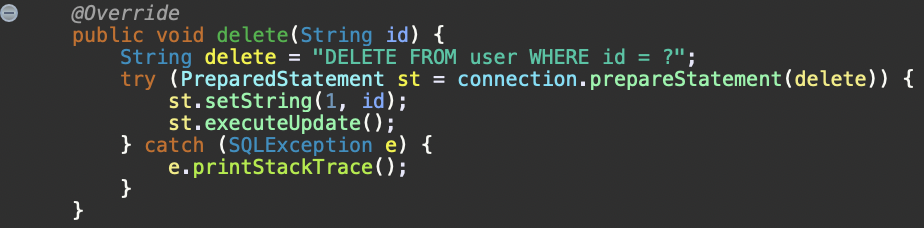 @Override
public void delete(String id) {
    String delete = "DELETE FROM user WHERE id = ?";
    try (PreparedStatement st = connection.prepareStatement(delete)) {
        st.setString(1, id);
        st.executeUpdate();
    } catch (SQLException e) {
        e.printStackTrace();
    }
}